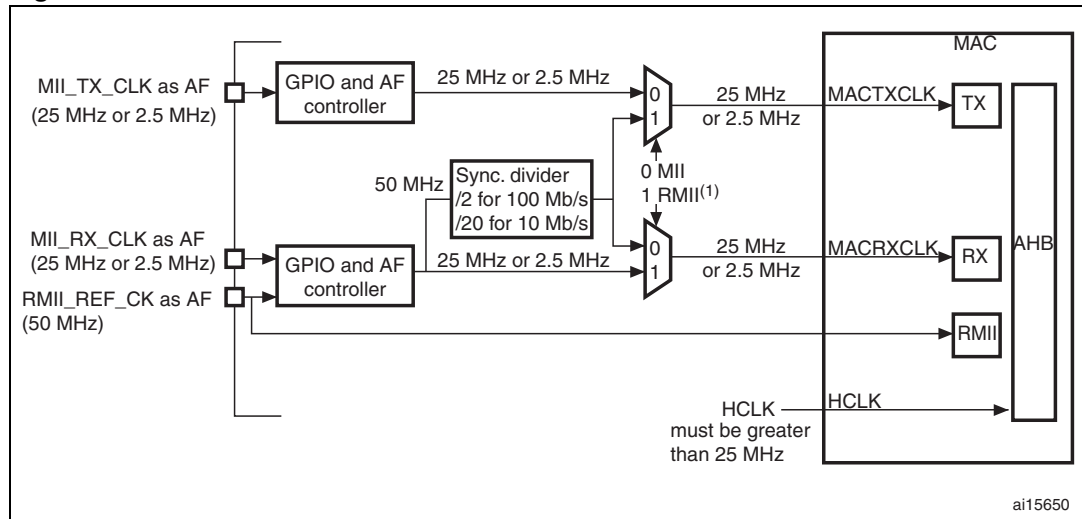 MAC
MII_TX_CLK as AF
(25 MHz or 2.5 MHz)
GPIO and AF
controller
25 MHz or 2.5 MHz
0
1
25 MHz
or 2.5 MHz
MACTXCLK
TX
50 MHz
Sync. divider
/2 for 100 Mb/s
/20 for 10 Mb/s
0 MII
1 RMII(1)
MII_RX_CLK as AF
(25 MHz or 2.5 MHz)
RMII_REF_CK as AF
(50 MHz)
GPIO and AF
controller
25 MHz or 2.5 MHz
0
1
25 MHz
or 2.5 MHz
MACRXCLK
RX
AHB
RMII
HCLK
must be greater
than 25 MHz
HCLK
ai15650